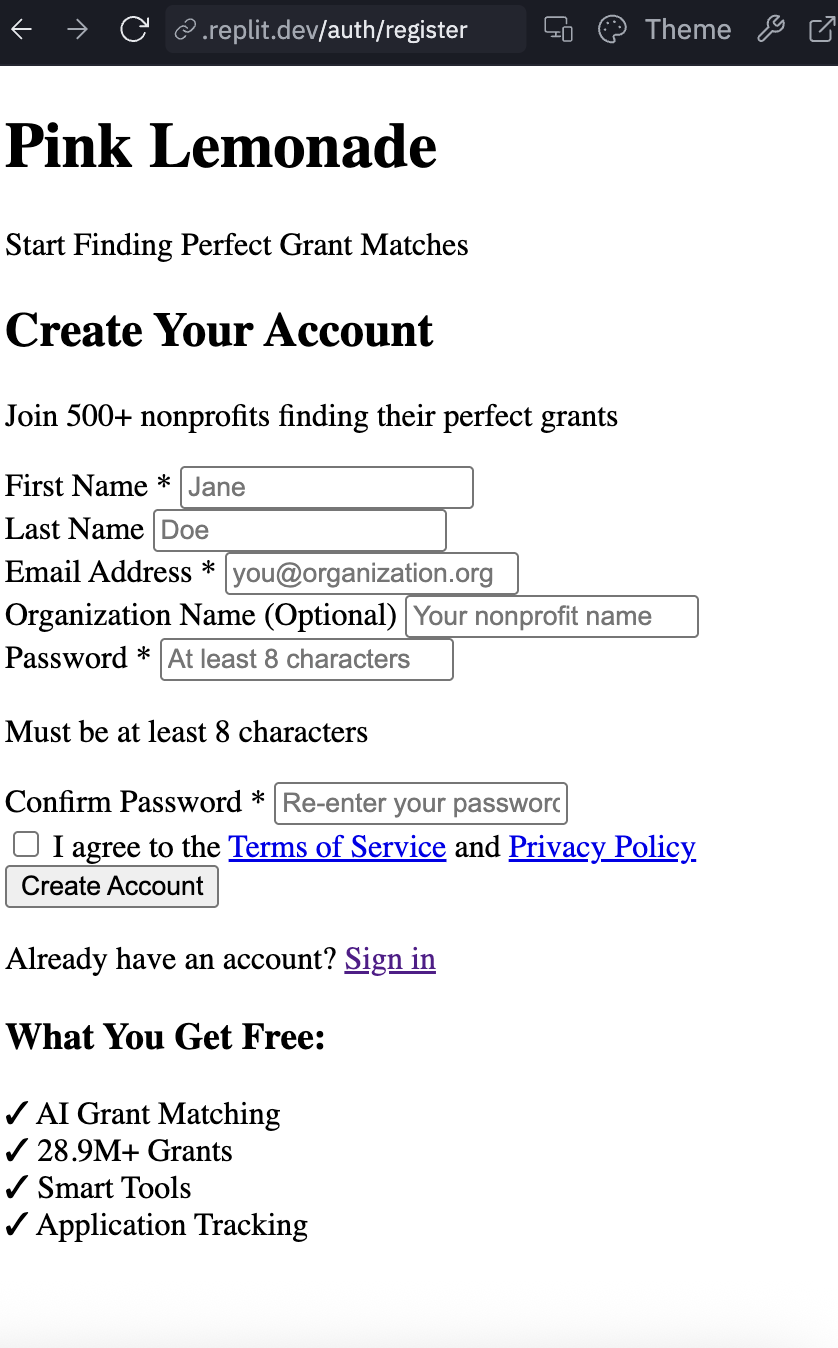 .replit.dev/auth/register
Theme
Pink Lemonade
Start Finding Perfect Grant Matches
Create Your Account
Join 500+ nonprofits finding their perfect grants
First Name * Jane
Last Name Doe
Email Address * you@organization.org
Organization Name (Optional) Your nonprofit name
Password * At least 8 characters
Must be at least 8 characters
Confirm Password * Re-enter your password
I agree to the Terms of Service and Privacy Policy
Create Account
Already have an account? Sign in
What You Get Free:
✓ AI Grant Matching
✓ 28.9M+ Grants
✓ Smart Tools
✓ Application Tracking